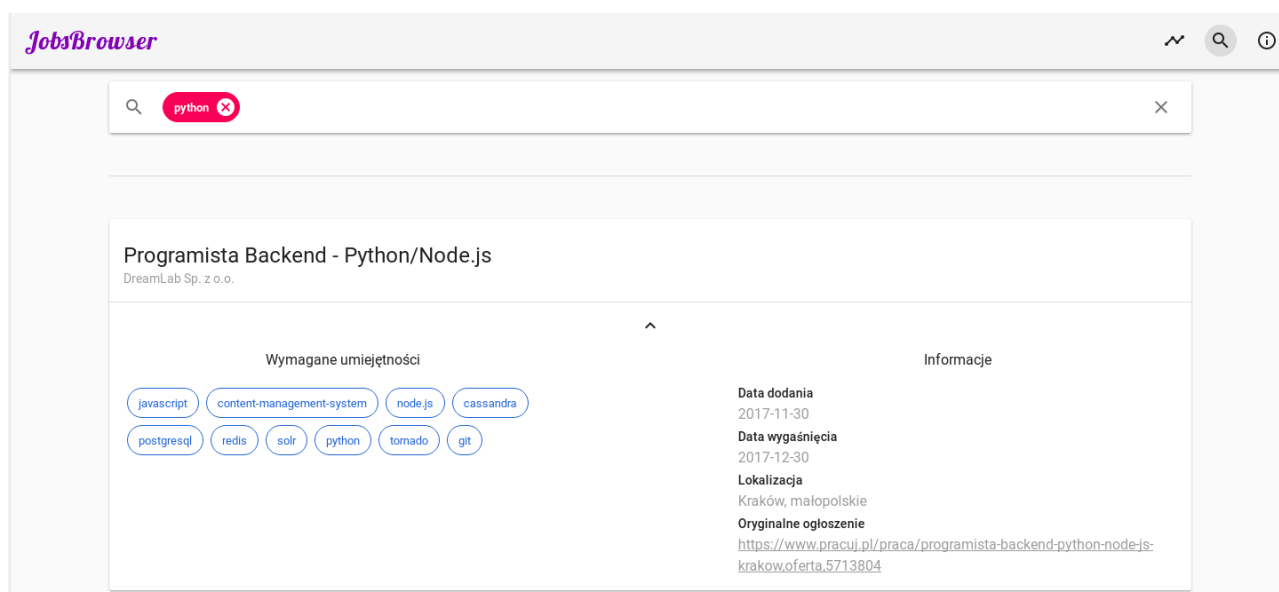 JobsBrowser
python
Programista Backend - Python/Node.js
DreamLab Sp. z o.o.
Wymagane umiejętności
javascript content-management-system node.js cassandra
postgresql redis solr python tornado git
Informacje
Data dodania
2017-11-30
Data wygaśnięcia
2017-12-30
Lokalizacja
Kraków, małopolskie
Oryginalne ogłoszenie
https://www.pracuj.pl/praca/programista-backend-python-node-js-
krakow,oferta,5713804